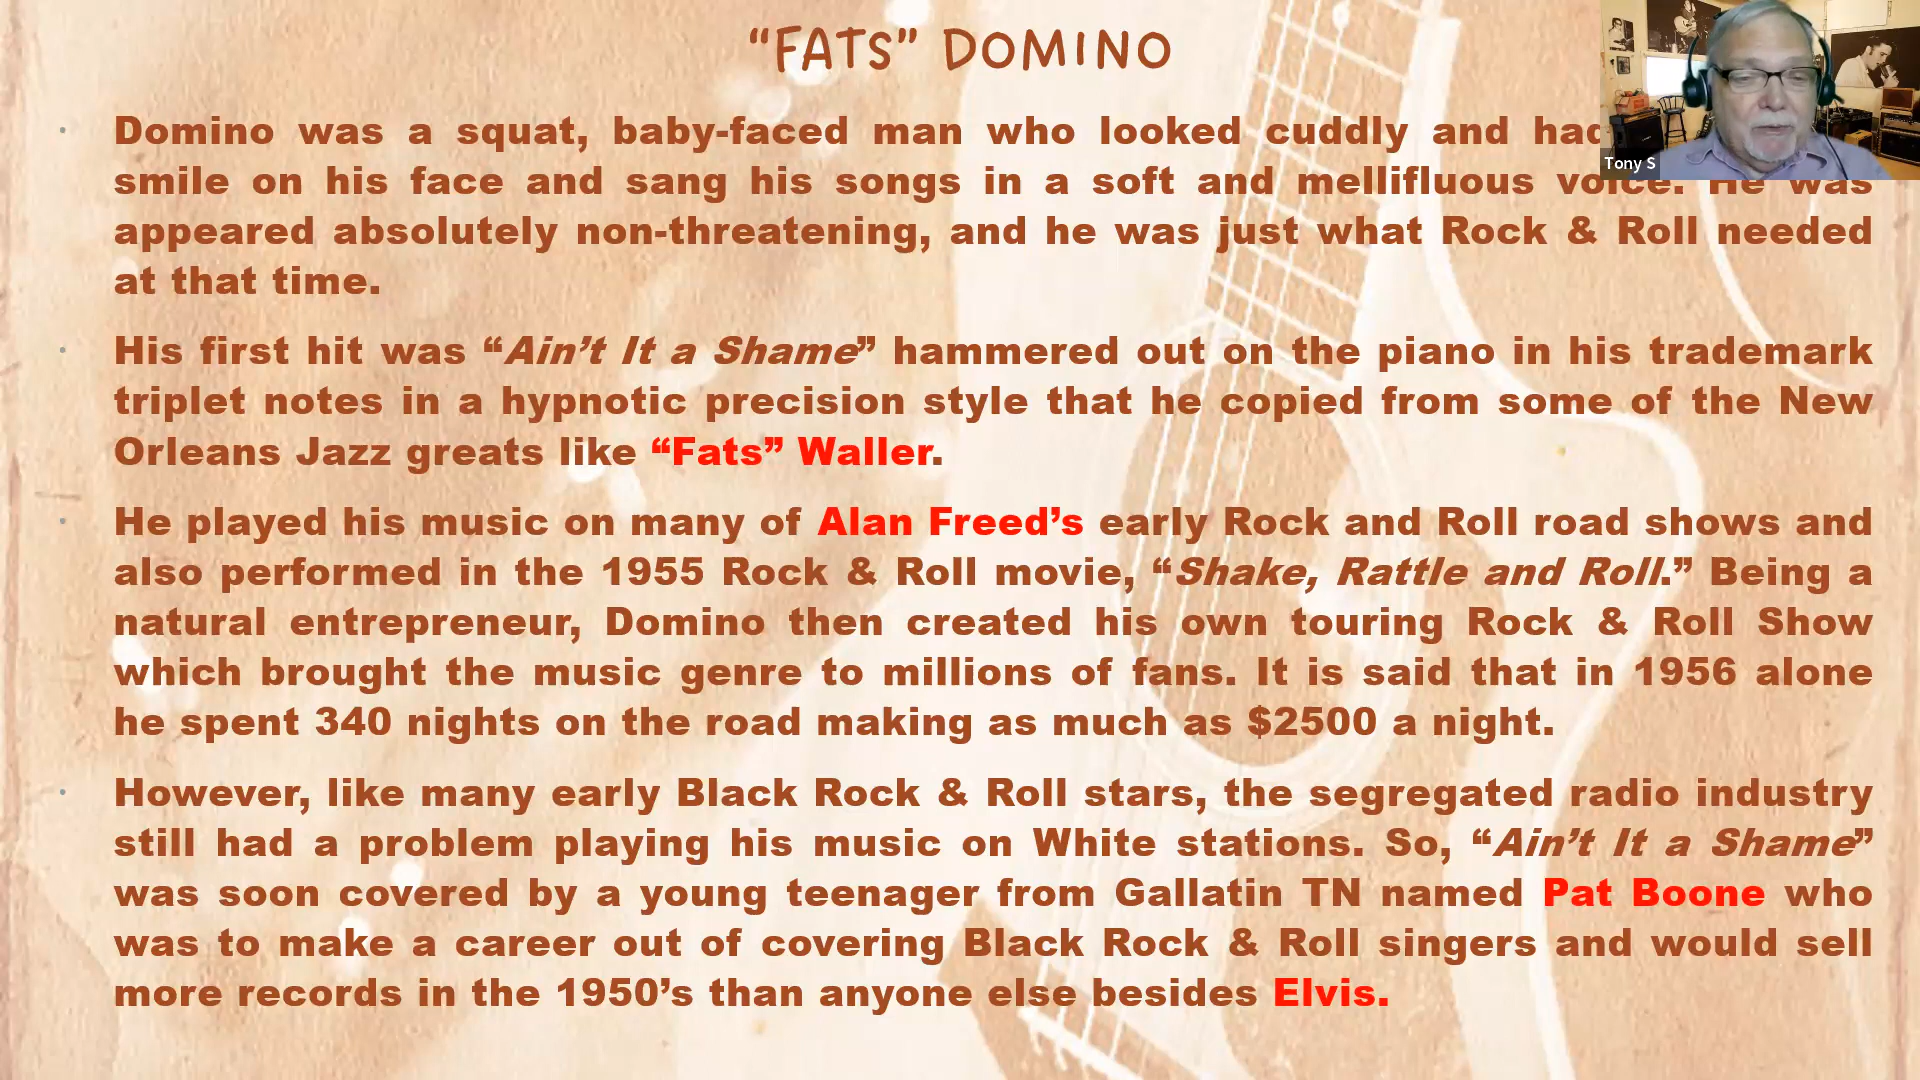 “FATS” DOMINO
Domino was a squat, baby-faced man who looked cuddly and had
smile on his face and sang his songs in a soft and mellifluous voice. He was
appeared absolutely non-threatening, and he was just what Rock & Roll needed
at that time.
His first hit was “Ain’t It a Shame” hammered out on the piano in his trademark
triplet notes in a hypnotic precision style that he copied from some of the New
Orleans Jazz greats like “Fats” Waller.
He played his music on many of Alan Freed’s early Rock and Roll road shows and
also performed in the 1955 Rock & Roll movie, “Shake, Rattle and Roll.” Being a
natural entrepreneur, Domino then created his own touring Rock & Roll Show
which brought the music genre to millions of fans. It is said that in 1956 alone
he spent 340 nights on the road making as much as $2500 a night.
However, like many early Black Rock & Roll stars, the segregated radio industry
still had a problem playing his music on White stations. So, “Ain’t It a Shame”
was soon covered by a young teenager from Gallatin TN named Pat Boone who
was to make a career out of covering Black Rock & Roll singers and would sell
more records in the 1950’s than anyone else besides Elvis.
Tony S